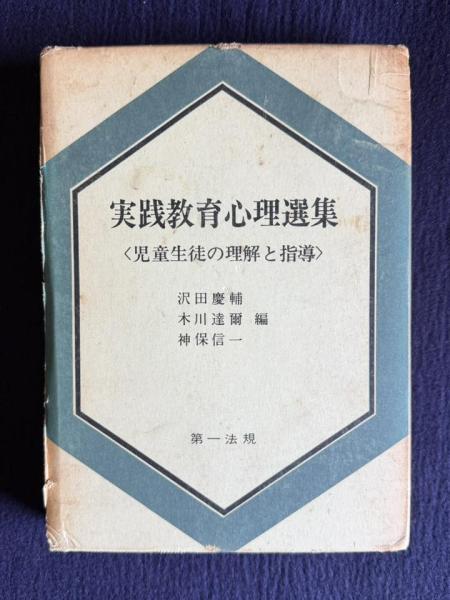 実践教育心理選集
〈児童生徒の理解と指導〉
沢田慶輔
木川達爾 編
神保信一
第一法規